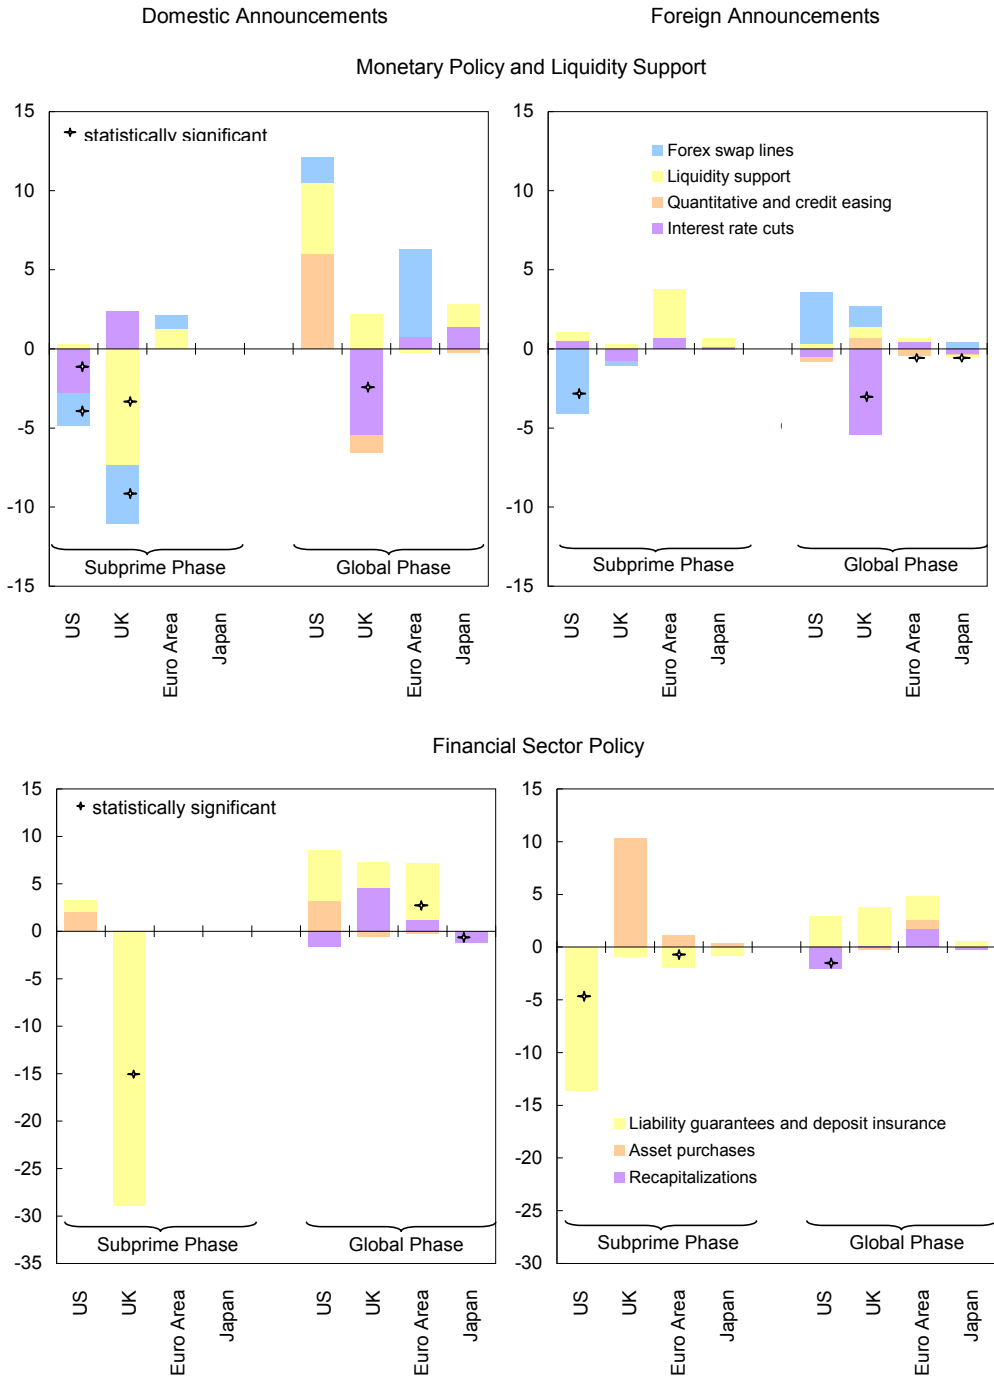 Domestic Announcements
Foreign Announcements
Monetary Policy and Liquidity Support
15
10
5
0
-5
-10
-15
statistically significant
Subprime Phase
Global Phase
US
UK
Euro Area
Japan
US
UK
Euro Area
Japan
15
10
5
0
-5
-10
-15
Forex swap lines
Liquidity support
Quantitative and credit easing
Interest rate cuts
Subprime Phase
Global Phase
US
UK
Euro Area
Japan
US
UK
Euro Area
Japan
Financial Sector Policy
15
10
5
0
-5
-10
-15
-20
-25
-30
-35
statistically significant
Subprime Phase
Global Phase
US
UK
Euro Area
Japan
US
UK
Euro Area
Japan
15
10
5
0
-5
-10
-15
-20
-25
-30
Liability guarantees and deposit insurance
Asset purchases
Recapitalizations
Subprime Phase
Global Phase
US
UK
Euro Area
Japan
US
UK
Euro Area
Japan